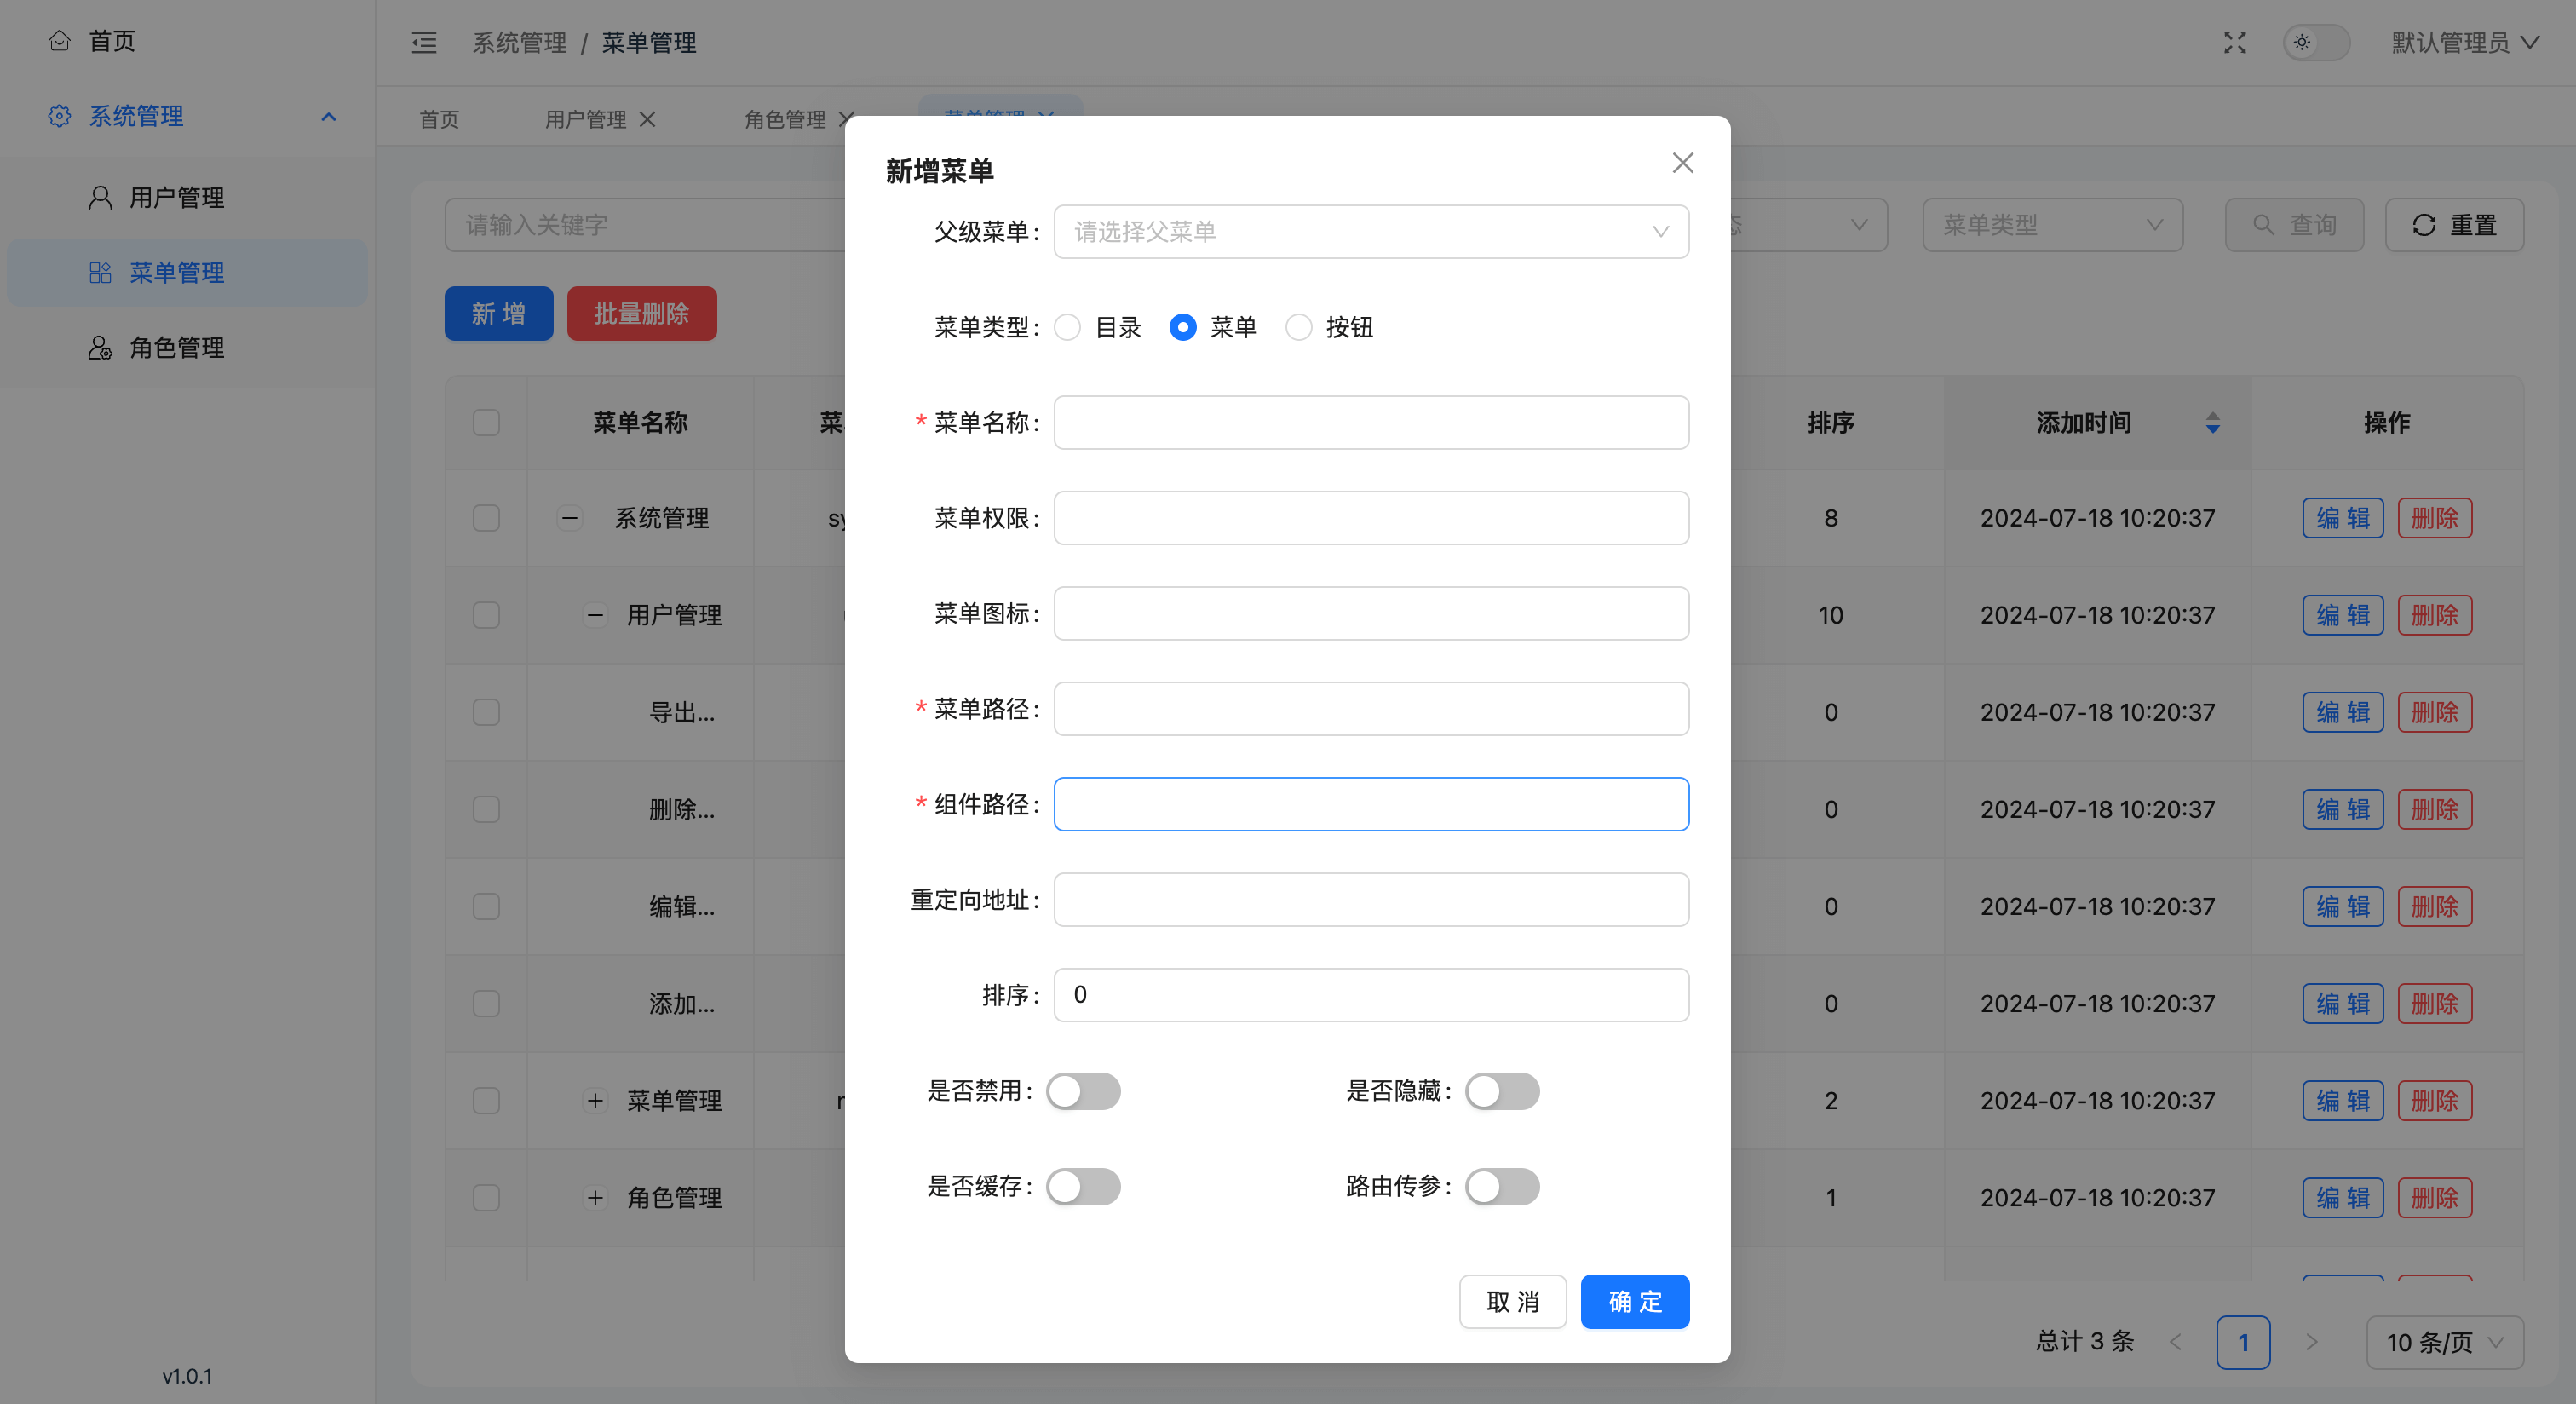 首页
系统管理
用户管理
菜单管理
角色管理
v1.0.1
系统管理 / 菜单管理
默认管理员
首页 用户管理 角色管理 菜单管理
请输入关键字
菜单类型
查询 重置
新 增 批量删除
菜单名称 排序 添加时间 操作
系统管理 8 2024-07-18 10:20:37 编 辑 删除
用户管理 10 2024-07-18 10:20:37 编 辑 删除
导出... 0 2024-07-18 10:20:37 编 辑 删除
删除... 0 2024-07-18 10:20:37 编 辑 删除
编辑... 0 2024-07-18 10:20:37 编 辑 删除
添加... 0 2024-07-18 10:20:37 编 辑 删除
菜单管理 2 2024-07-18 10:20:37 编 辑 删除
角色管理 1 2024-07-18 10:20:37 编 辑 删除
总计 3 条 1 10 条/页
新增菜单
父级菜单: 请选择父菜单
菜单类型: 目录 菜单 按钮
* 菜单名称:
菜单权限:
菜单图标:
* 菜单路径:
* 组件路径:
重定向地址:
排序: 0
是否禁用: 是否隐藏:
是否缓存: 路由传参:
取 消 确 定